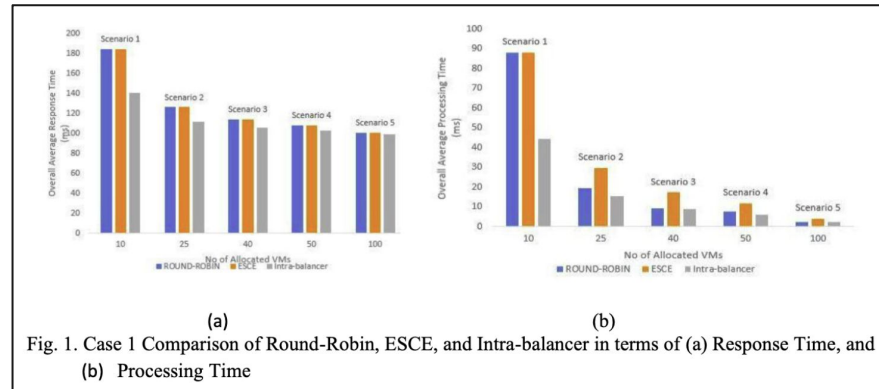 200
180
160
140
120
100
80
60
40
20
0
Overall Average Response Time
(ms)
Scenario 1
Scenario 2
Scenario 3
Scenario 4
Scenario 5
10 25 40 50 100
No of Allocated VMs
ROUND-ROBIN ESCE Intra-balancer
(a)
100
90
80
70
60
50
40
30
20
10
0
Overall Average Processing Time
(ms)
Scenario 1
Scenario 2
Scenario 3
Scenario 4
Scenario 5
10 25 40 50 100
No of Allocated VMs
ROUND-ROBIN ESCE Intra-balancer
(b)
Fig. 1. Case 1 Comparison of Round-Robin, ESCE, and Intra-balancer in terms of (a) Response Time, and
(b) Processing Time